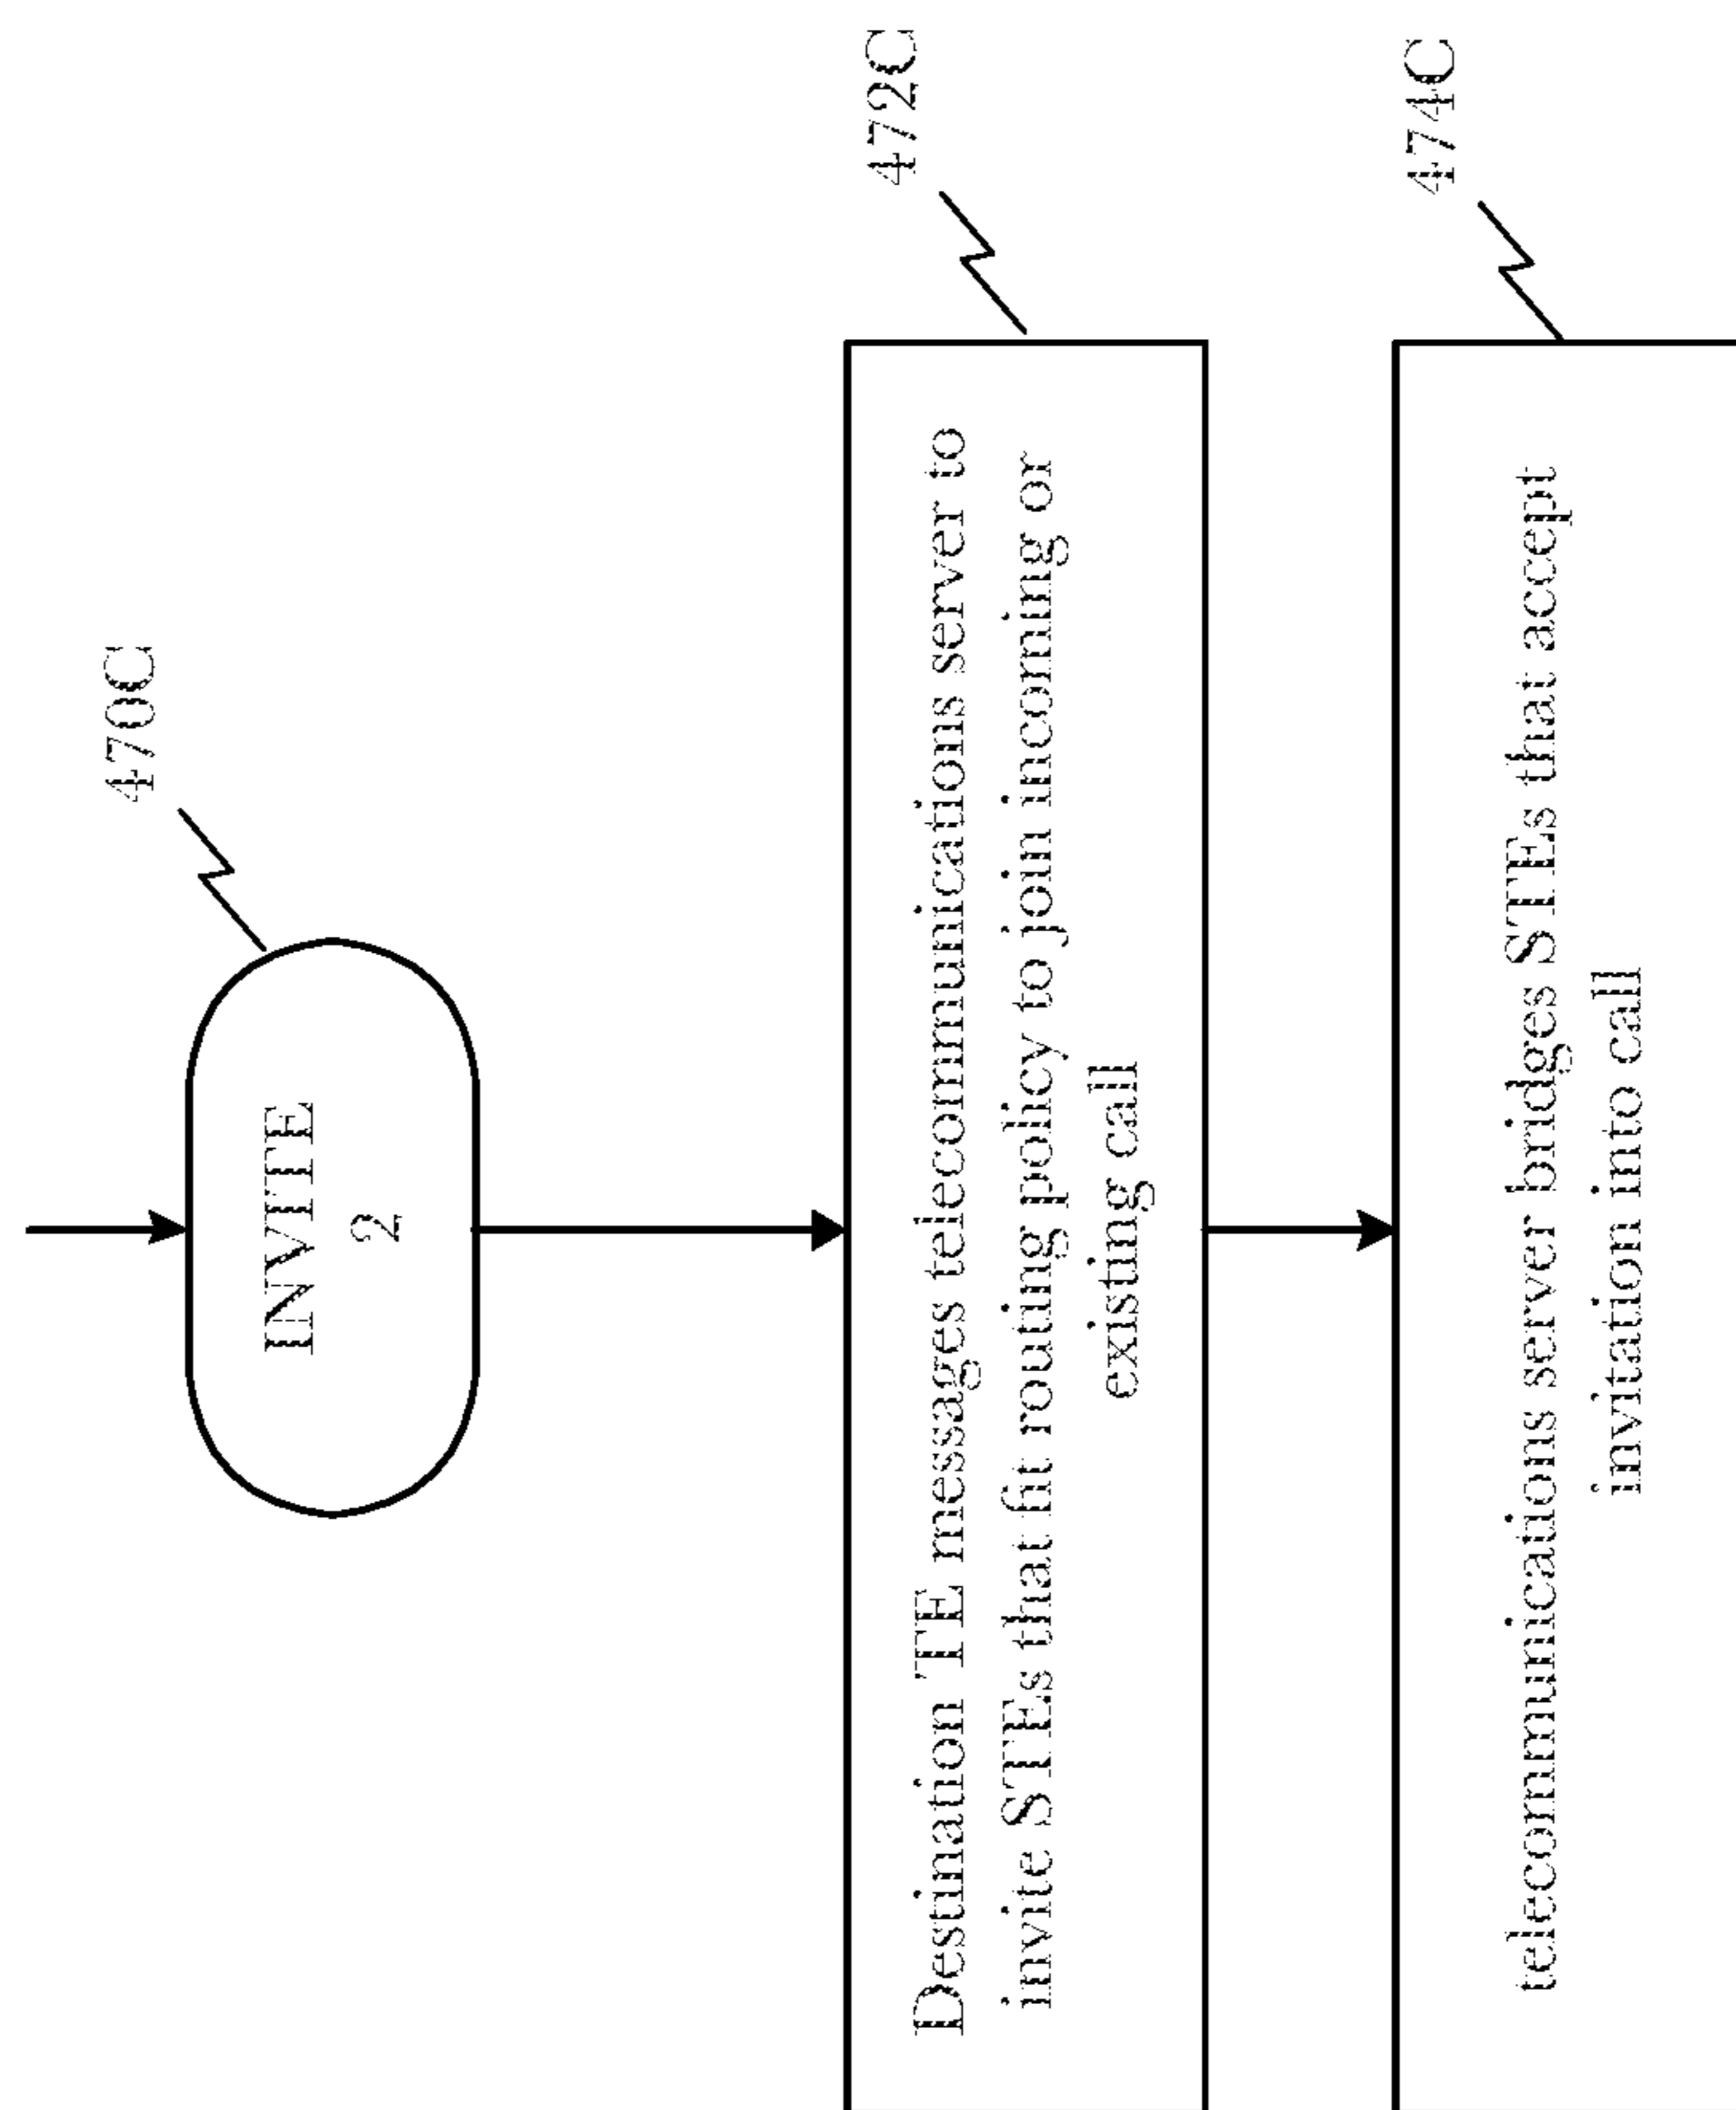 470C
INVITE
2
472C
Destination TE messages telecommunications server to
invite STEs that fit routing policy to join incoming or
existing call
474C
telecommunications server bridges STEs that accept
invitation into call